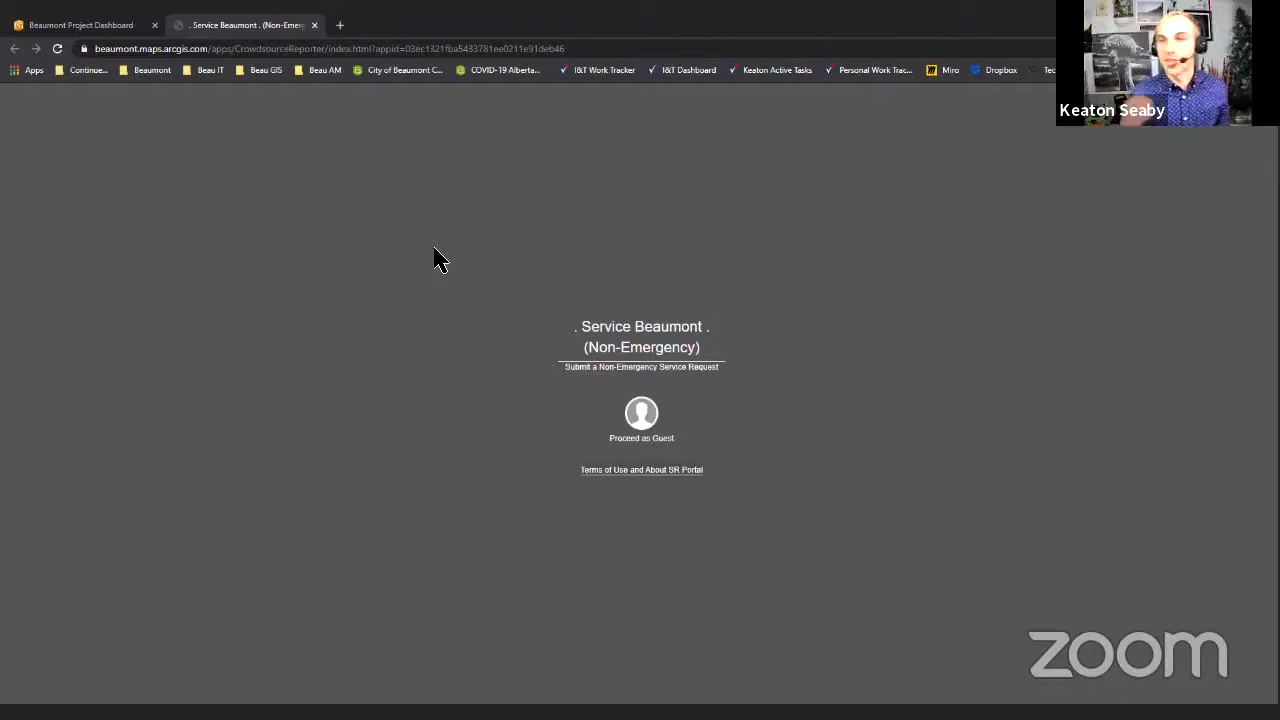 Beaumont Project Dashboard
. Service Beaumont . (Non-Emerg
beaumont.maps.arcgis.com/apps/CrowdsourceReporter/index.html?appid=
Apps
Continue...
Beaumont
Beau IT
Beau GIS
Beau AM
City of Beaumont C...
COVID-19 Alberta...
I&T Work Tracker
I&T Dashboard
Keaton Active Tasks
Personal Work Trac...
Miro
Dropbox
Keaton Seaby
. Service Beaumont .
(Non-Emergency)
Submit a Non-Emergency Service Request
Proceed as Guest
Terms of Use and About SR Portal
zoom